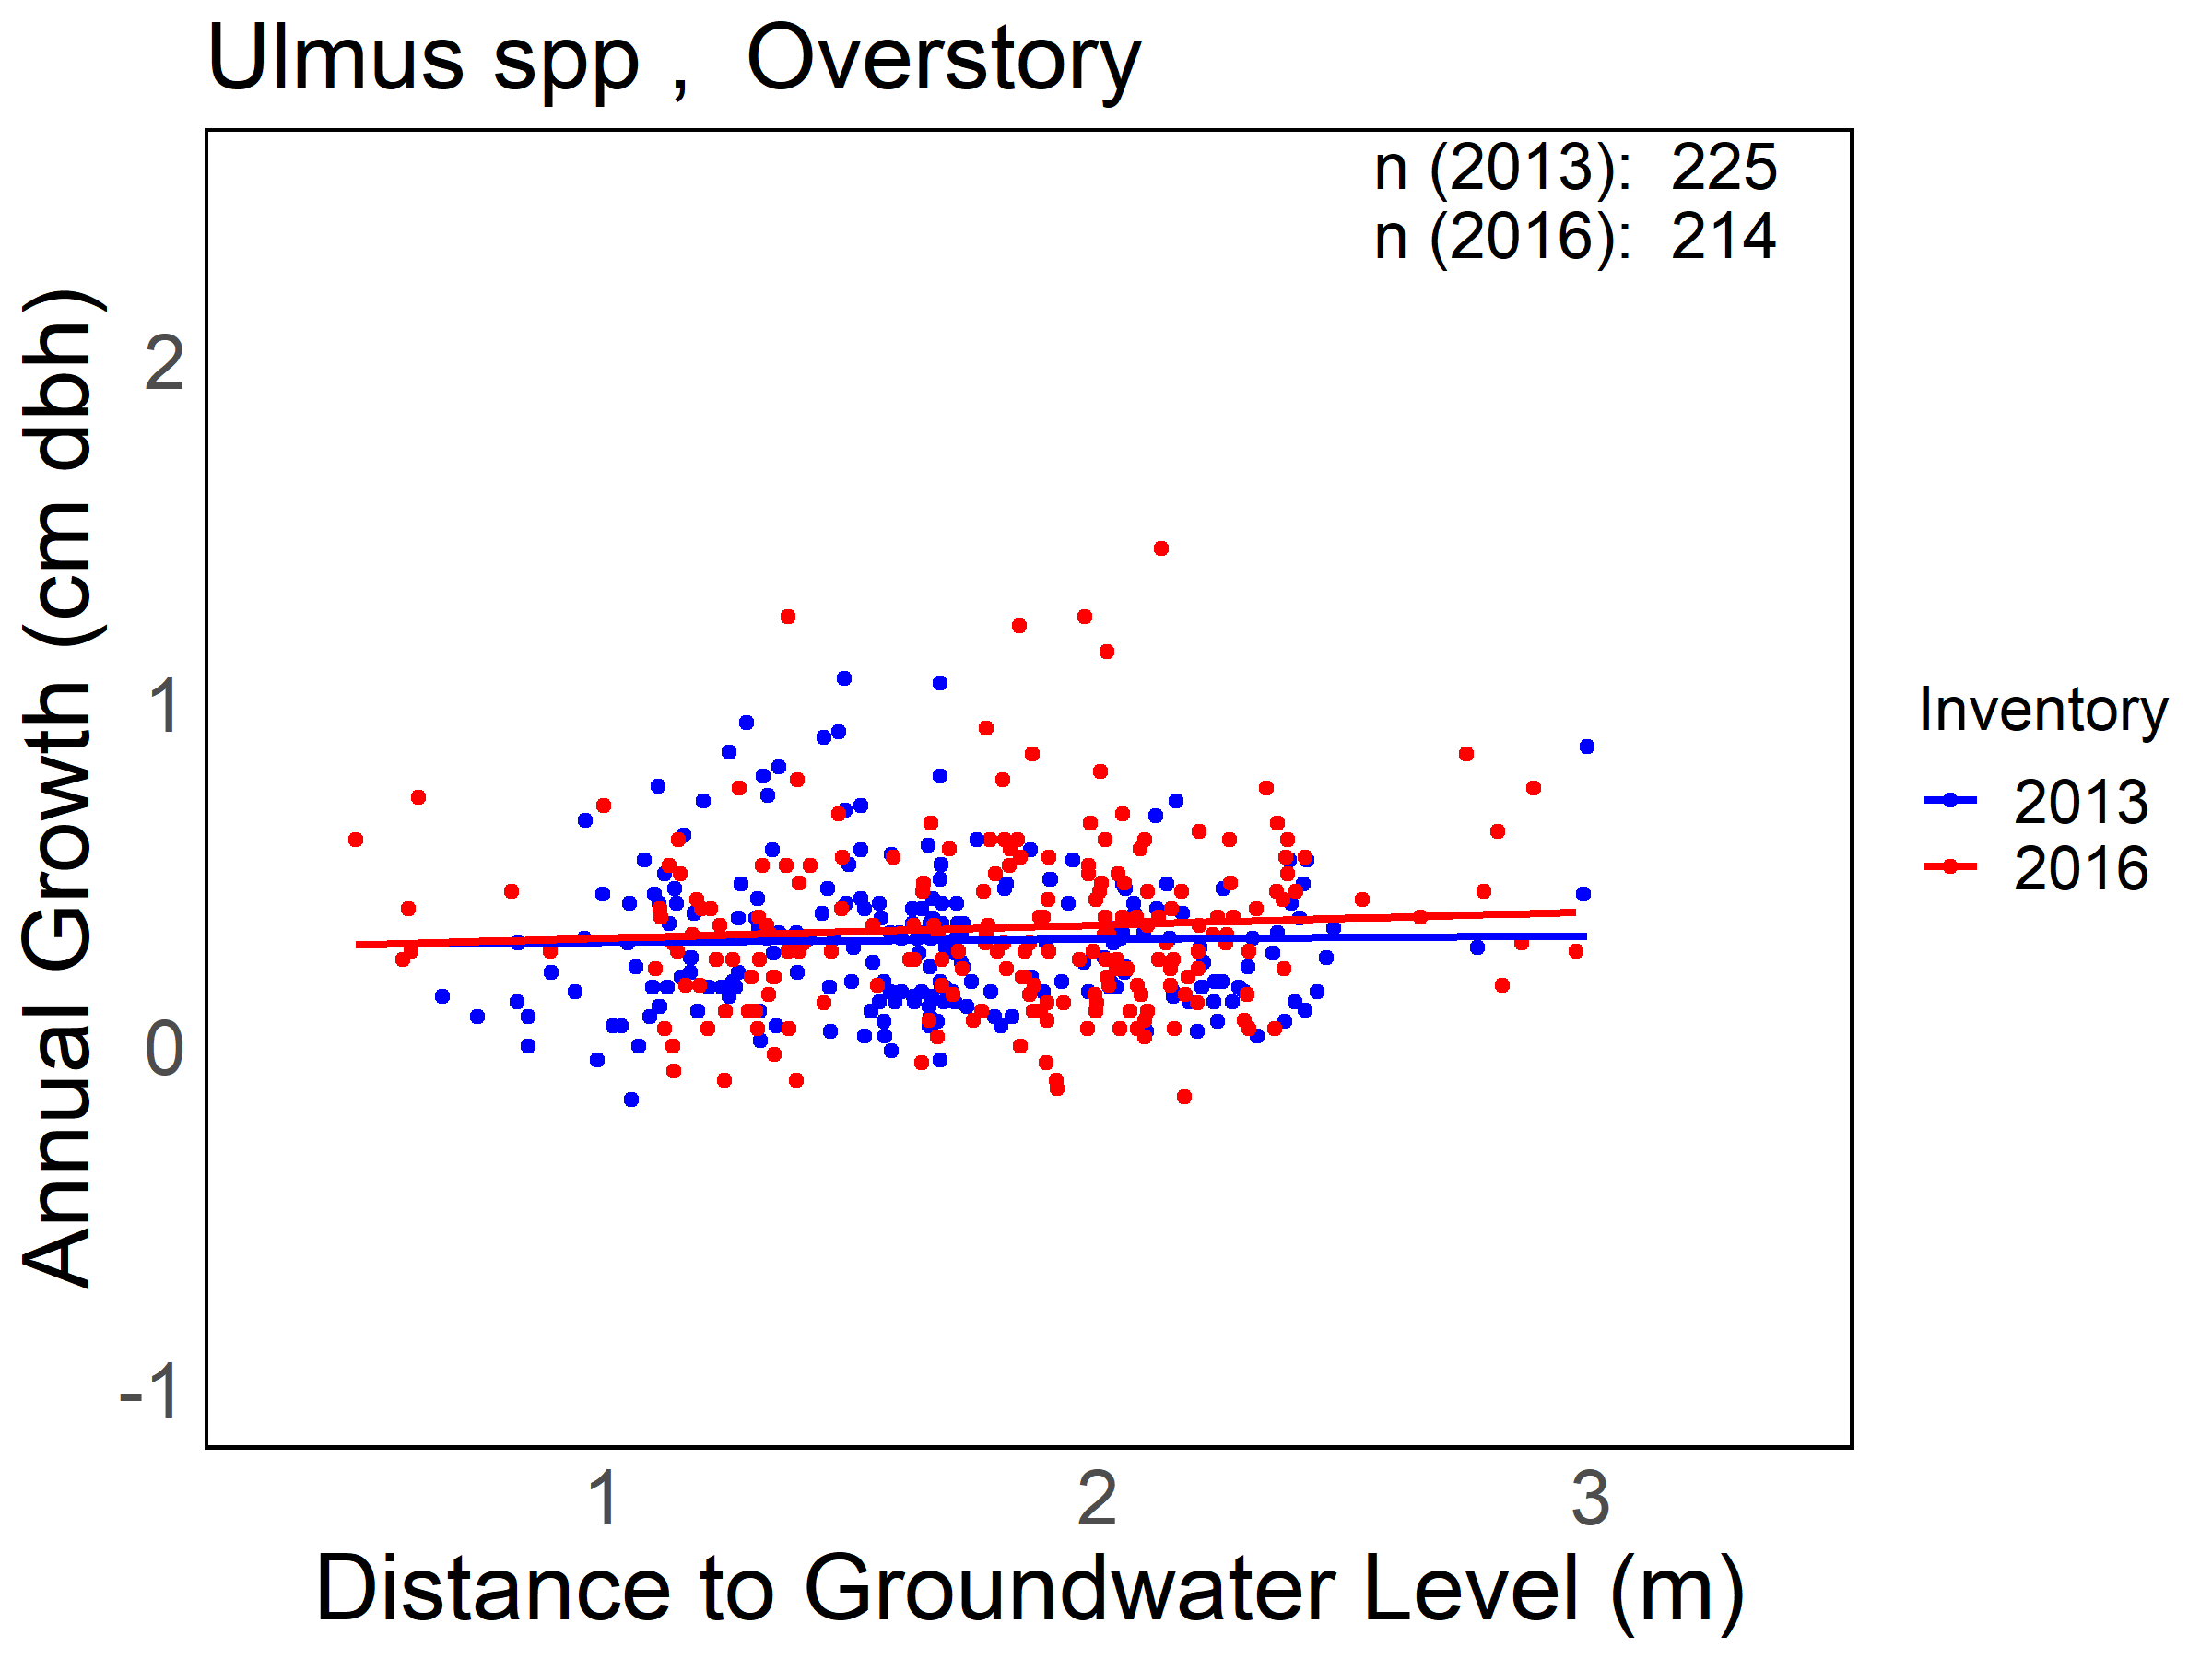 Ulmus spp ,  Overstory
n (2013):  225
n (2016):  214
Annual Growth (cm dbh)
2
1
0
-1
1 2 3
Distance to Groundwater Level (m)
Inventory
2013
2016